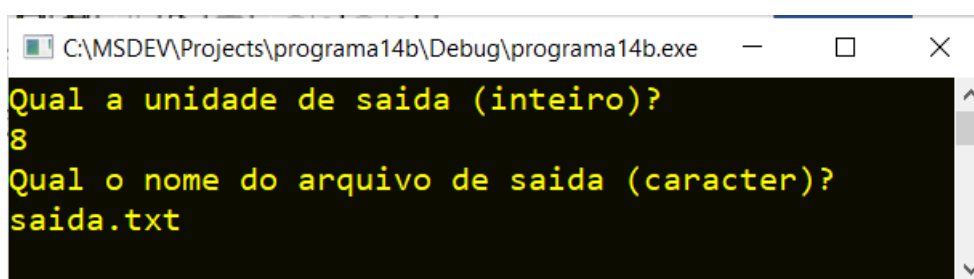 C:\MSDEV\Projects\programa14b\Debug\programa14b.exe
Qual a unidade de saida (inteiro)?
8
Qual o nome do arquivo de saida (caracter)?
saida.txt